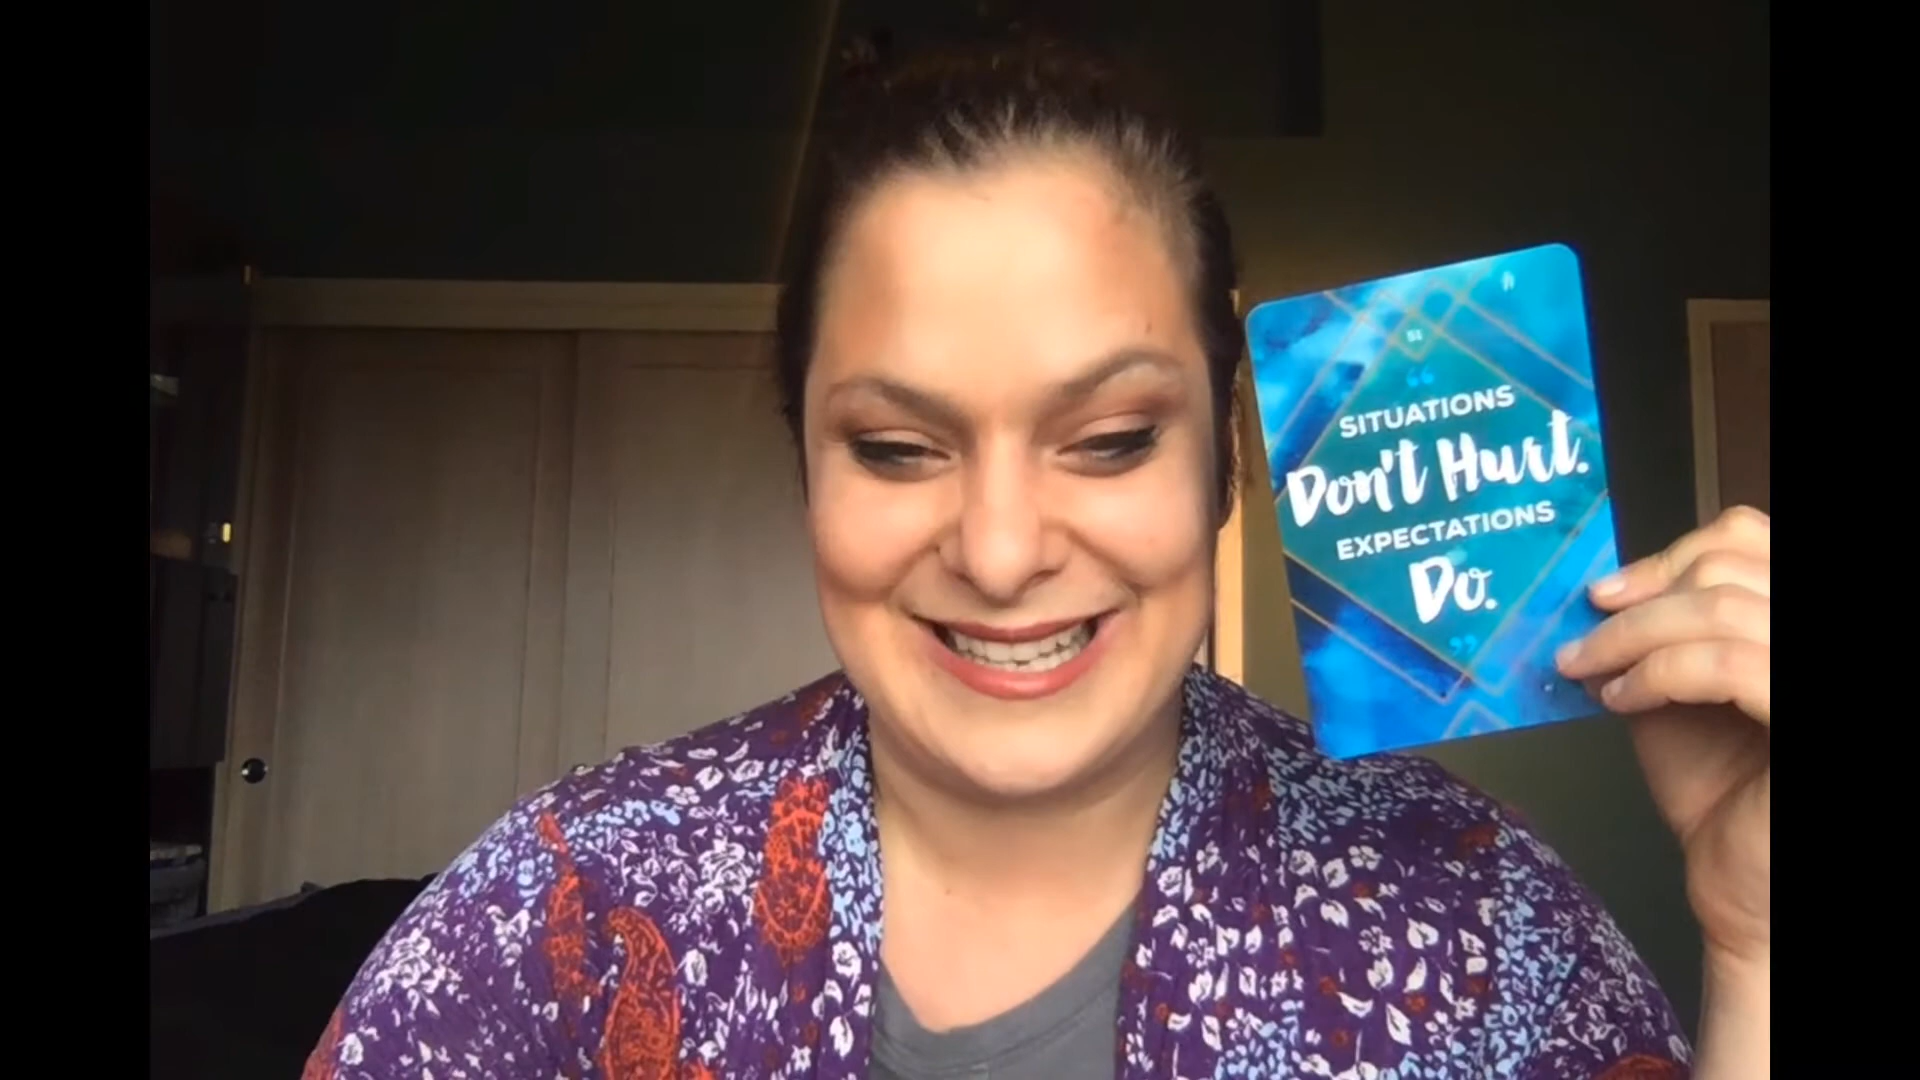 “
SITUATIONS
Don't Hurt.
EXPECTATIONS
Do.
”